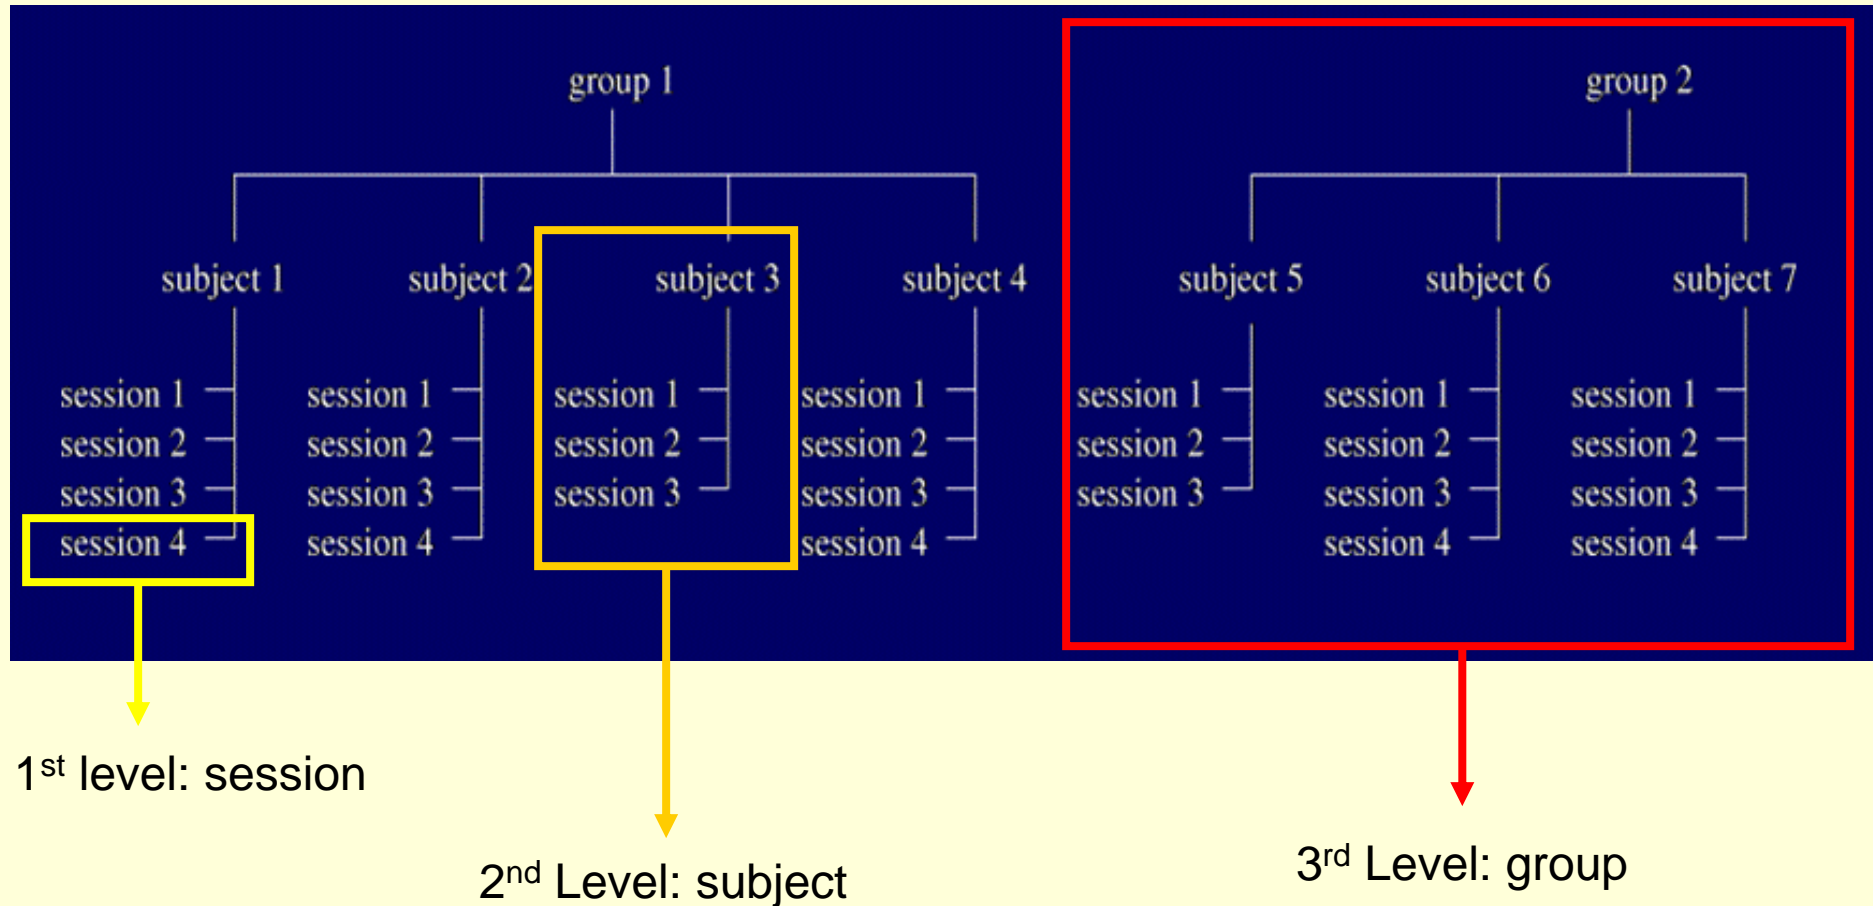 group 1
group 2
subject 1
subject 2
subject 3
subject 4
subject 5
subject 6
subject 7
session 1
session 2
session 3
session 4
session 1
session 2
session 3
session 4
session 1
session 2
session 3
session 1
session 2
session 3
session 4
session 1
session 2
session 3
session 1
session 2
session 3
session 4
session 1
session 2
session 3
session 4
1st level: session
2nd Level: subject
3rd Level: group